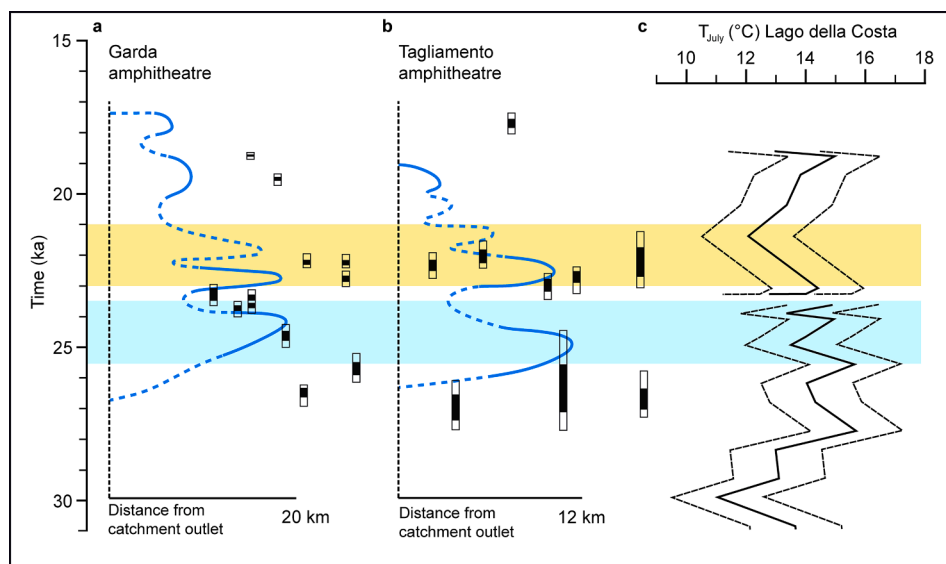 a
b
c
Garda
amphitheatre
Tagliamento
amphitheatre
T July (°C) Lago della Costa
10 12 14 16 18
Time (ka)
15
20
25
30
Distance from
catchment outlet
20 km
Distance from
catchment outlet
12 km